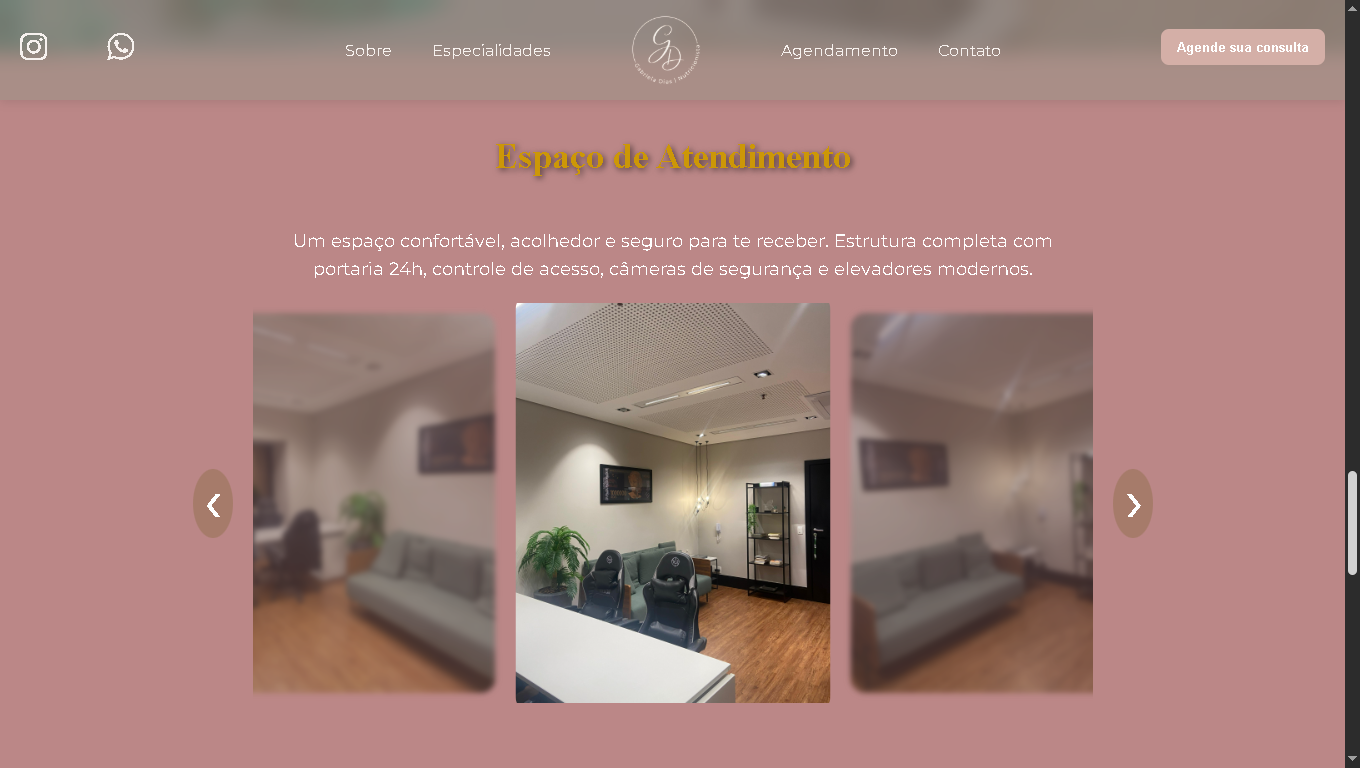 Sobre
Especialidades
GD
Gabriela Dias | Nutricionista
Agendamento
Contato
Agende sua consulta
Espaço de Atendimento
Um espaço confortável, acolhedor e seguro para te receber. Estrutura completa com
portaria 24h, controle de acesso, câmeras de segurança e elevadores modernos.